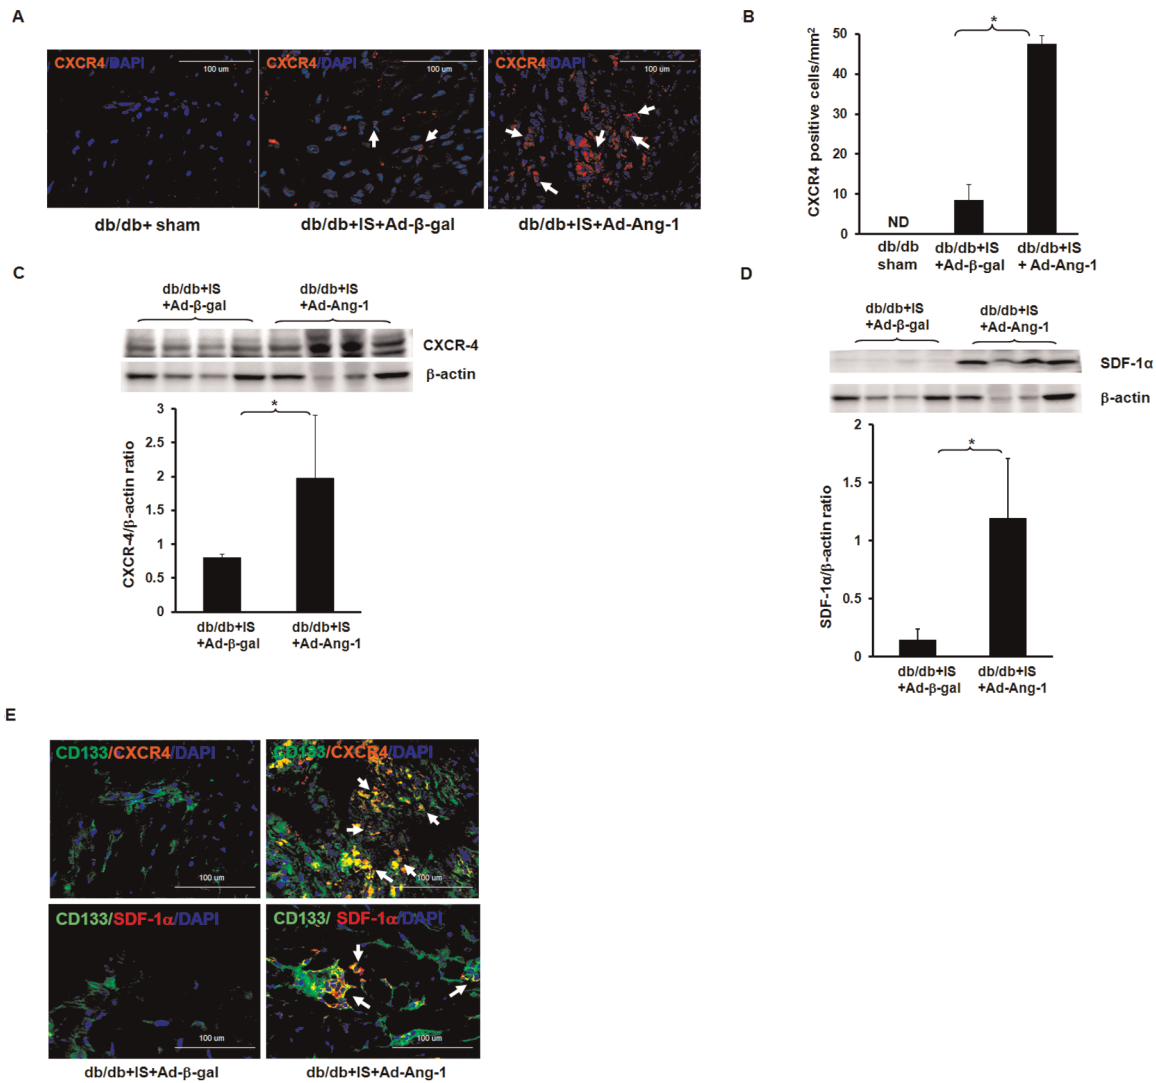 A
CXCR4/DAPI
100 um
CXCR4/DAPI
100 um
CXCR4/DAPI
100 um
db/db+ sham
db/db+IS+Ad-β-gal
db/db+IS+Ad-Ang-1
B
*
CXCR4 positive cells/mm²
50
40
30
20
10
0
ND
db/db
sham
db/db+IS
+Ad-β-gal
db/db+IS
+ Ad-Ang-1
C
db/db+IS
+Ad-β-gal
db/db+IS
+Ad-Ang-1
CXCR-4
β-actin
*
CXCR-4/β-actin ratio
3
2.5
2
1.5
1
0.5
0
db/db+IS
+Ad-β-gal
db/db+IS
+Ad-Ang-1
D
db/db+IS
+Ad-β-gal
db/db+IS
+Ad-Ang-1
SDF-1α
β-actin
*
SDF-1α/β-actin ratio
2
1.5
1
0.5
0
db/db+IS
+Ad-β-gal
db/db+IS
+Ad-Ang-1
E
CD133/CXCR4/DAPI
100 um
CD133/CXCR4/DAPI
100 um
CD133/SDF-1α/DAPI
100 um
CD133/ SDF-1α/DAPI
100 um
db/db+IS+Ad-β-gal
db/db+IS+Ad-Ang-1